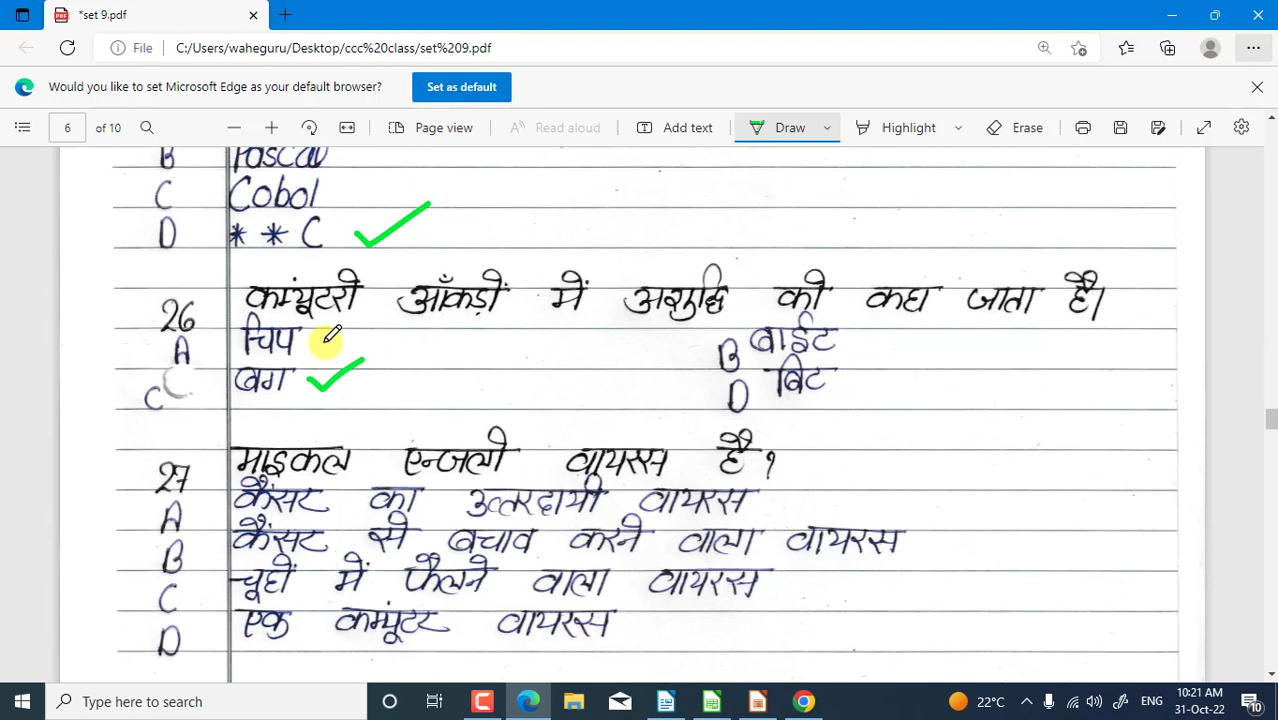 *set 9.pdf
File C:/Users/waheguru/Desktop/ccc%20class/set%209.pdf
Would you like to set Microsoft Edge as your default browser? Set as default
6 of 10 Page view Read aloud Add text Draw Highlight Erase
B Pascal
C Cobol
D * * C
26 कम्प्यूटरी आँकड़ों में अशुद्धि को कहा जाता है।
A चिप B बाईट
C बग D बिट
27 माइकल एन्जलो वायरस है?
A कैंसट का उत्तरदायी वायरस
B कैंसट से बचाव करने वाला वायरस
C चूहों में फैलने वाला वायरस
D एक कम्प्यूंटर वायरस
Type here to search
22°C ENG 10:21 AM
31-Oct-22 10